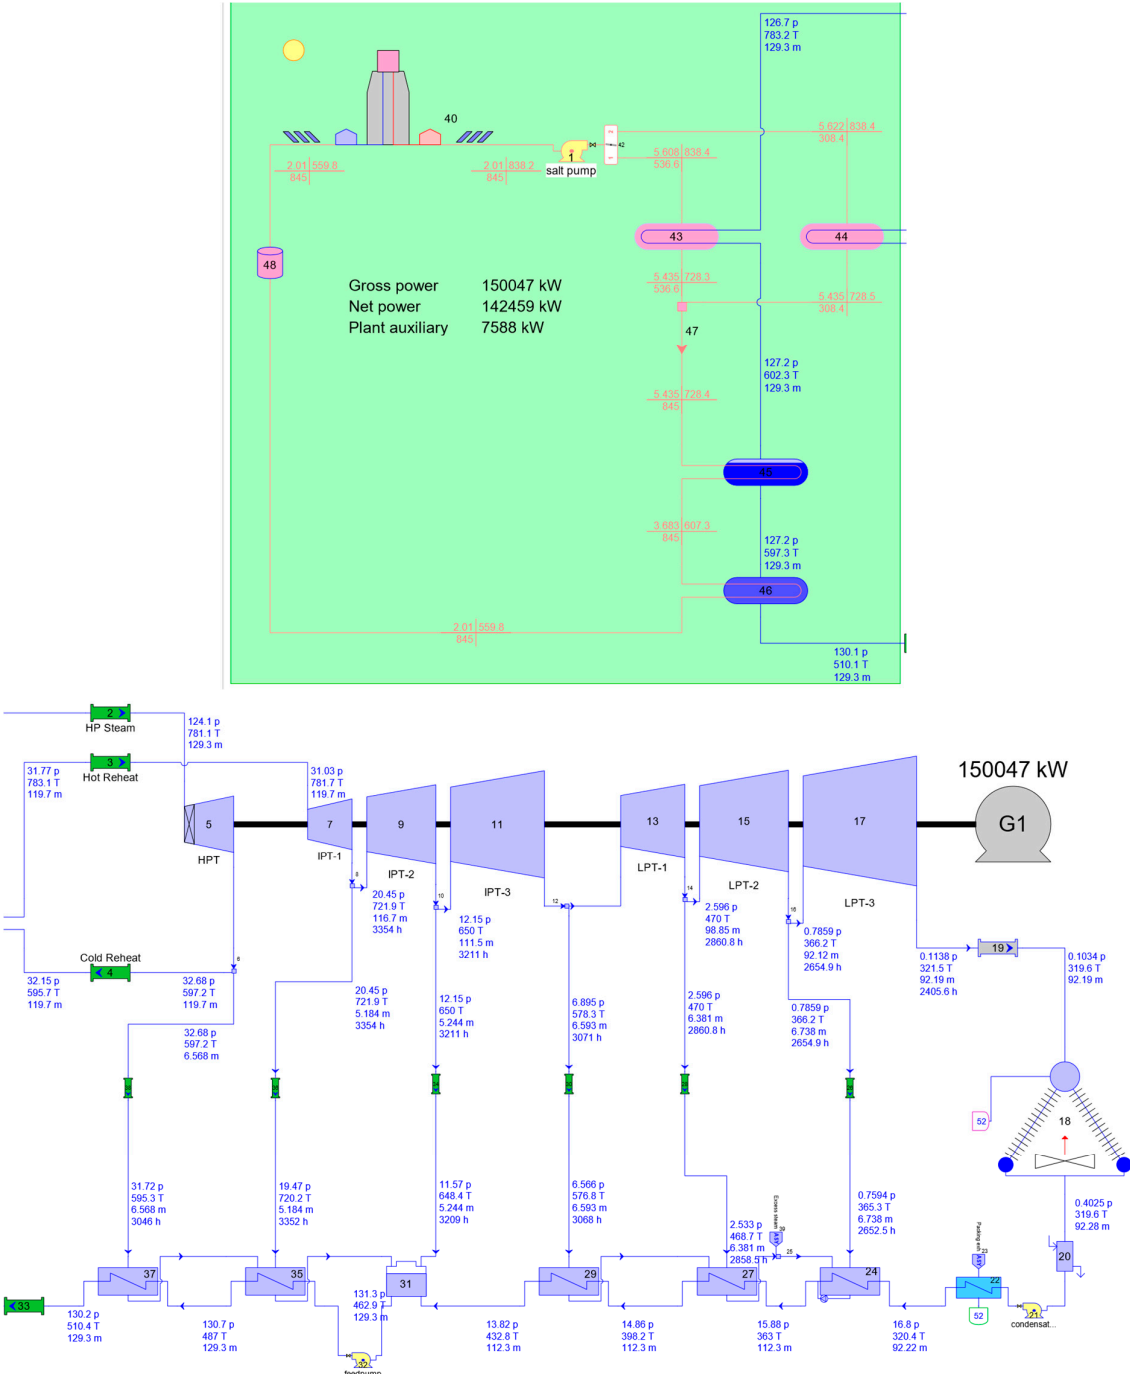 126.7 p
783.2 T
129.3 m
40
1
salt pump
2
42
1
5.622 838.4
308.4
5.608 838.4
536.6
2.01 559.8
845
2.01 838.2
845
43
44
48
Gross power 150047 kW
Net power 142459 kW
Plant auxiliary 7588 kW
5.435 728.3
536.6
5.435 728.5
308.4
47
127.2 p
602.3 T
129.3 m
5.435 728.4
845
45
3.683 607.3
845
127.2 p
597.3 T
129.3 m
46
2.01 559.8
845
130.1 p
510.1 T
129.3 m
2
HP Steam
124.1 p
781.1 T
129.3 m
3
Hot Reheat
31.77 p
783.1 T
119.7 m
31.03 p
781.7 T
119.7 m
150047 kW
5
HPT
7
IPT-1
9
IPT-2
11
IPT-3
13
LPT-1
15
LPT-2
17
LPT-3
G1
8
20.45 p
721.9 T
116.7 m
3354 h
10
12.15 p
650 T
111.5 m
3211 h
12
14
2.596 p
470 T
98.85 m
2860.8 h
16
0.7859 p
366.2 T
92.12 m
2654.9 h
19
0.1138 p
321.5 T
92.19 m
2405.6 h
0.1034 p
319.6 T
92.19 m
Cold Reheat
4
6
32.15 p
595.7 T
119.7 m
32.68 p
597.2 T
119.7 m
32.68 p
597.2 T
6.568 m
20.45 p
721.9 T
5.184 m
3354 h
12.15 p
650 T
5.244 m
3211 h
6.895 p
578.3 T
6.593 m
3071 h
2.596 p
470 T
6.381 m
2860.8 h
0.7859 p
366.2 T
6.738 m
2654.9 h
52
18
31.72 p
595.3 T
6.568 m
3046 h
19.47 p
720.2 T
5.184 m
3352 h
11.57 p
648.4 T
5.244 m
3209 h
6.566 p
576.8 T
6.593 m
3068 h
2.533 p
468.7 T
6.381 m
2858.5 h
Excess steam
39
25
0.7594 p
365.3 T
6.738 m
2652.5 h
0.4025 p
319.6 T
92.28 m
20
23
37
35
31
29
27
24
22
52
33
130.2 p
510.4 T
129.3 m
130.7 p
487 T
129.3 m
131.3 p
462.9 T
129.3 m
32
feedpump
13.82 p
432.8 T
112.3 m
14.86 p
398.2 T
112.3 m
15.88 p
363 T
112.3 m
16.8 p
320.4 T
92.22 m
21
condensat...